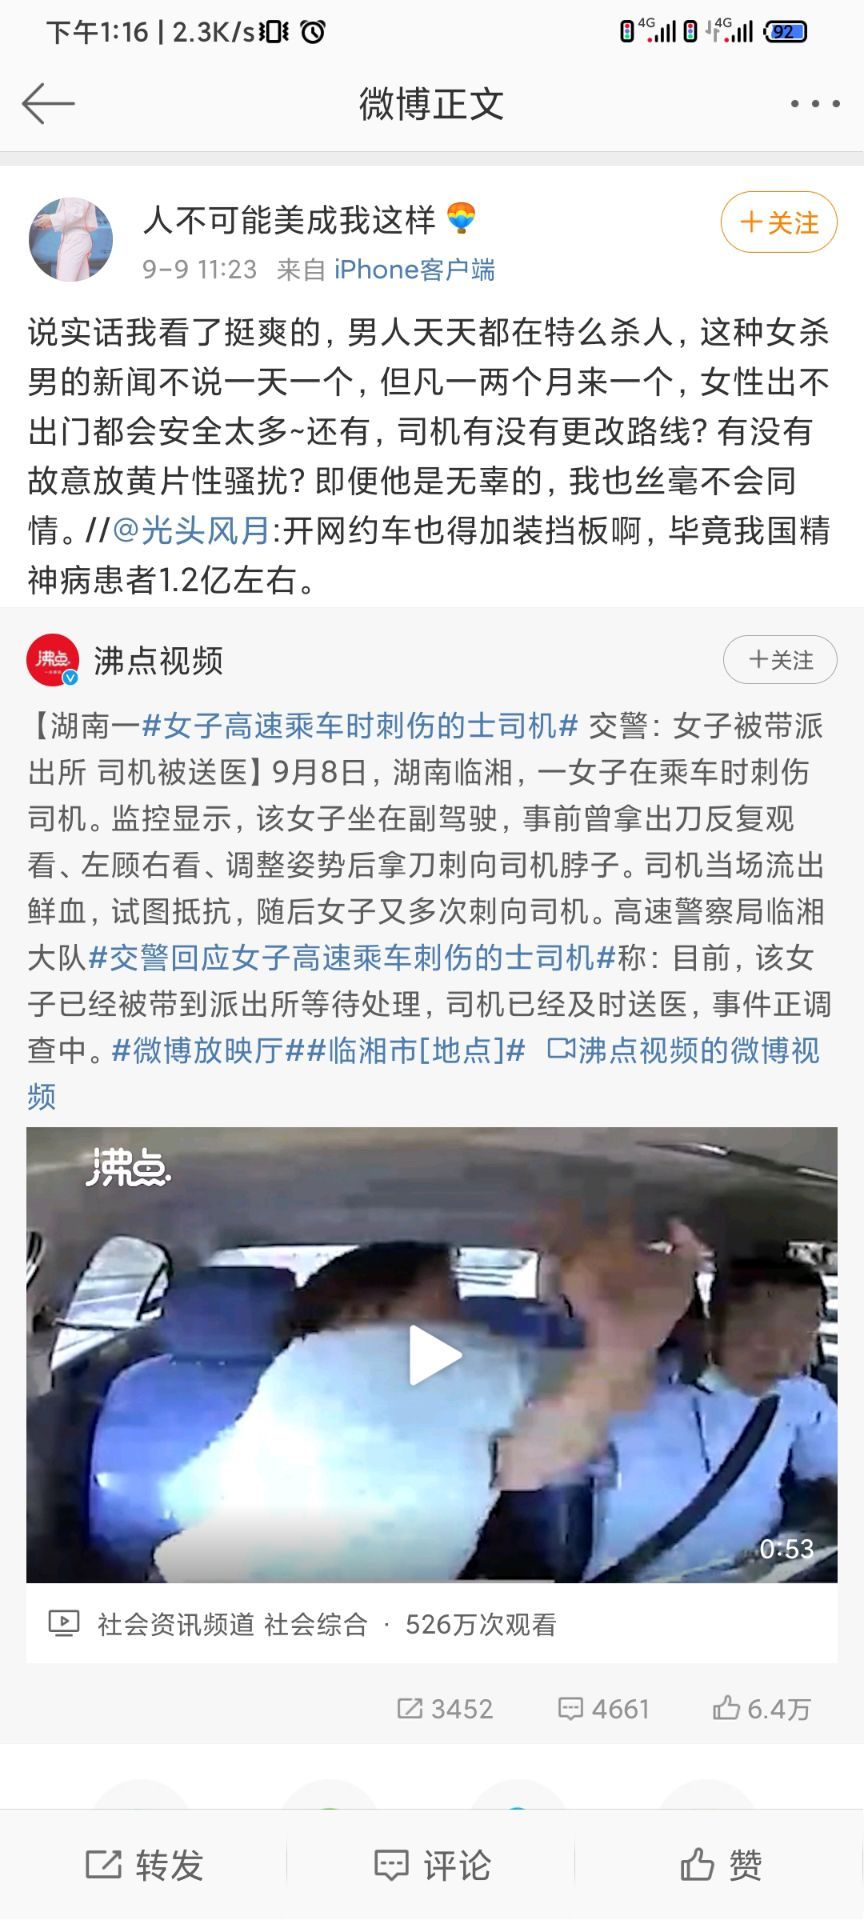 下午1:16 | 2.3K/s
4G 4G 92
微博正文
人不可能美成我这样
+关注
9-9 11:23 来自 iPhone客户端
说实话我看了挺爽的，男人天天都在特么杀人，这种女杀
男的新闻不说一天一个，但凡一两个月来一个，女性出不
出门都会安全太多~还有，司机有没有更改路线？有没有
故意放黄片性骚扰？即便他是无辜的，我也丝毫不会同
情。//@光头风月:开网约车也得加装挡板啊，毕竟我国精
神病患者1.2亿左右。
沸点
沸点视频
+关注
【湖南一#女子高速乘车时刺伤的士司机# 交警：女子被带派
出所 司机被送医】9月8日，湖南临湘，一女子在乘车时刺伤
司机。监控显示，该女子坐在副驾驶，事前曾拿出刀反复观
看、左顾右看、调整姿势后拿刀刺向司机脖子。司机当场流出
鲜血，试图抵抗，随后女子又多次刺向司机。高速警察局临湘
大队#交警回应女子高速乘车刺伤的士司机#称：目前，该女
子已经被带到派出所等待处理，司机已经及时送医，事件正调
查中。#微博放映厅##临湘市[地点]# 沸点视频的微博视
频
沸点
0:53
社会资讯频道 社会综合 · 526万次观看
3452 4661 6.4万
转发 评论 赞